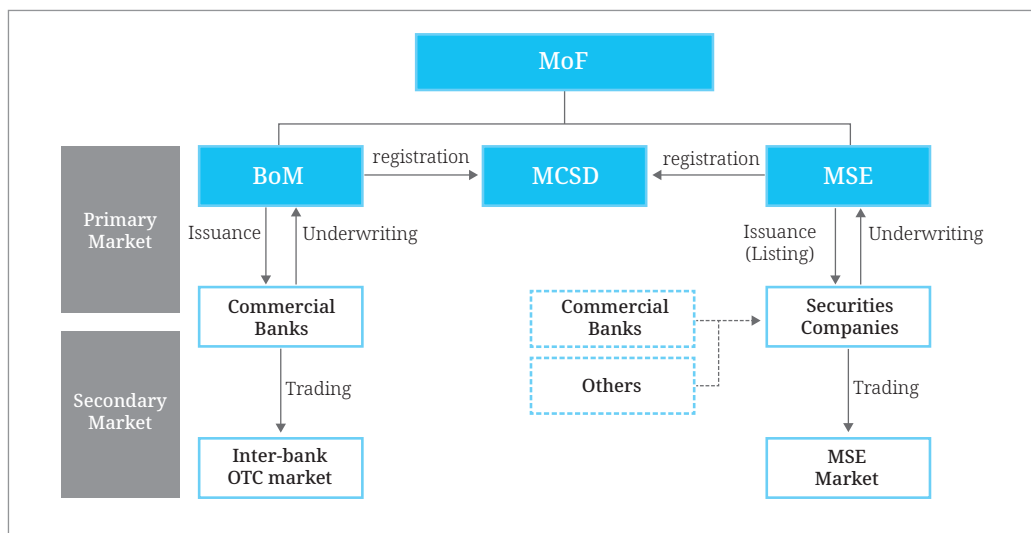 MoF
Primary
Market
BoM
registration
MCSD
registration
MSE
Issuance
Underwriting
Issuance
(Listing)
Underwriting
Commercial
Banks
Commercial
Banks
Others
Securities
Companies
Secondary
Market
Trading
Trading
Inter-bank
OTC market
MSE
Market